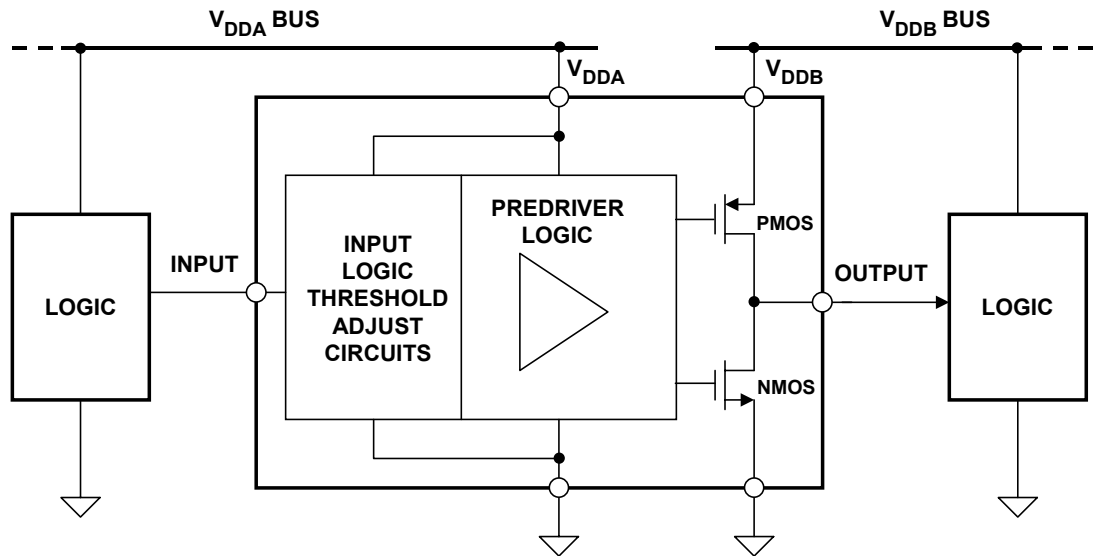 VDDA BUS
VDDB BUS
VDDA
VDDB
LOGIC
INPUT
INPUT
LOGIC
THRESHOLD
ADJUST
CIRCUITS
PREDRIVER
LOGIC
PMOS
NMOS
OUTPUT
LOGIC